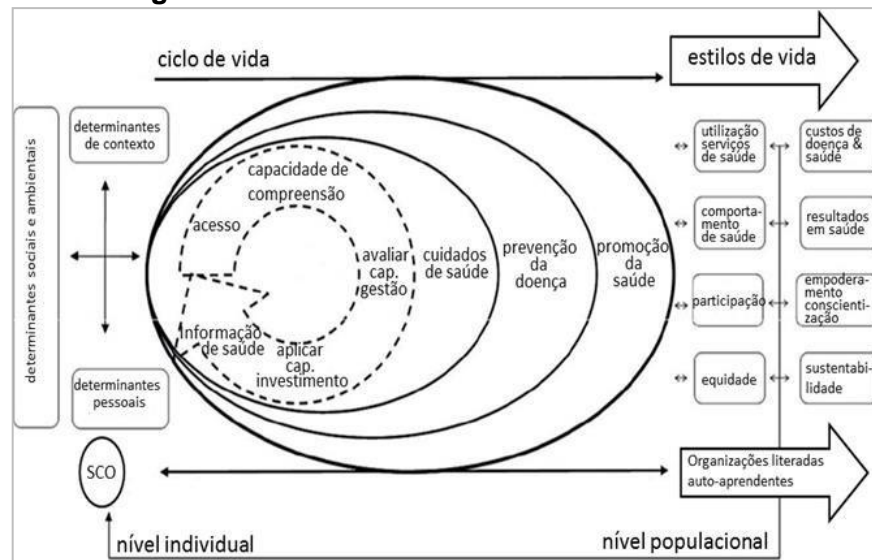 ciclo de vida
estilos de vida
determinantes sociais e ambientais
determinantes
de contexto
determinantes
pessoais
capacidade de
compreensão
acesso
avaliar
cap.
gestão
Informação
de saúde
aplicar
cap.
investimento
cuidados
de saúde
prevenção
da
doença
promoção
da
saúde
utilização
serviços
de saúde
custos de
doença &
saúde
comporta-
mento
de saúde
resultados
em saúde
participação
empodera-
mento
conscienti-
zação
equidade
sustentabi-
lidade
SCO
Organizações literadas
auto-aprendentes
nível individual
nível populacional